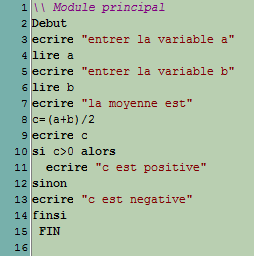 1 \\ Module principal
2 Debut
3 ecrire "entrer la variable a"
4 lire a
5 ecrire "entrer la variable b"
6 lire b
7 ecrire "la moyenne est"
8 c=(a+b)/2
9 ecrire c
10 si c>0 alors
11 ecrire "c est positive"
12 sinon
13 ecrire "c est negative"
14 finsi
15 FIN
16